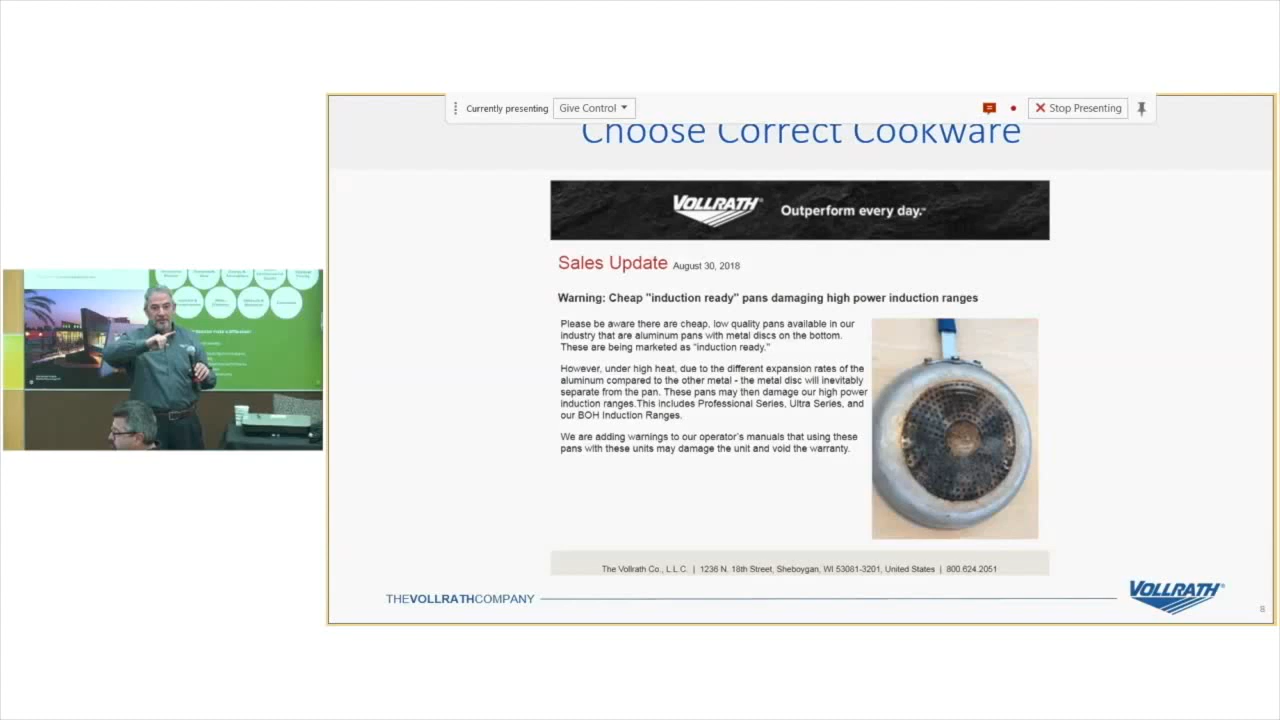 Currently presenting Give Control Stop Presenting
Choose Correct Cookware
VOLLRATH® Outperform every day.™
Sales Update August 30, 2018
Warning: Cheap "induction ready" pans damaging high power induction ranges
Please be aware there are cheap, low quality pans available in our
industry that are aluminum pans with metal discs on the bottom.
These are being marketed as "induction ready."
However, under high heat, due to the different expansion rates of the
aluminum compared to the other metal - the metal disc will inevitably
separate from the pan. These pans may then damage our high power
induction ranges.This includes Professional Series, Ultra Series, and
our BOH Induction Ranges.
We are adding warnings to our operator's manuals that using these
pans with these units may damage the unit and void the warranty.
The Vollrath Co., L.L.C. | 1236 N. 18th Street, Sheboygan, WI 53081-3201, United States | 800.624.2051
THEVOLLRATHCOMPANY
VOLLRATH®
8